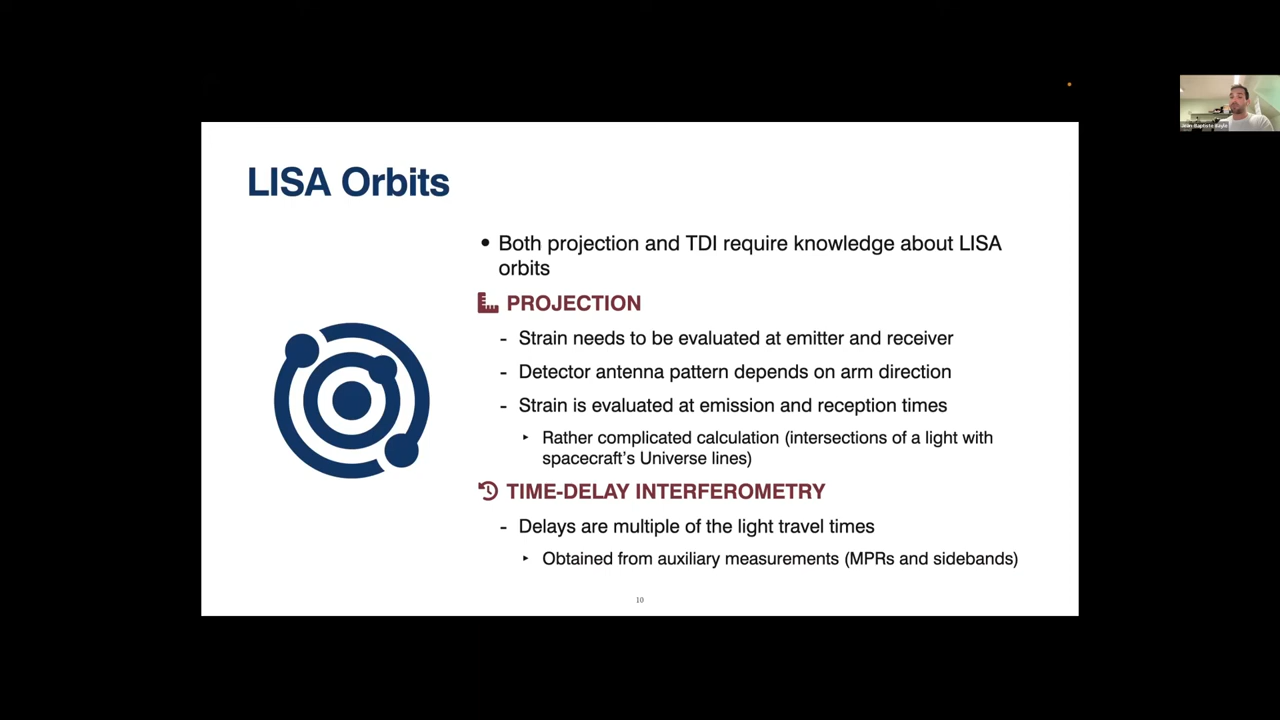 LISA Orbits
• Both projection and TDI require knowledge about LISA
orbits
PROJECTION
- Strain needs to be evaluated at emitter and receiver
- Detector antenna pattern depends on arm direction
- Strain is evaluated at emission and reception times
‣ Rather complicated calculation (intersections of a light with
spacecraft's Universe lines)
TIME-DELAY INTERFEROMETRY
- Delays are multiple of the light travel times
‣ Obtained from auxiliary measurements (MPRs and sidebands)
10
Jean-Baptiste Bayle